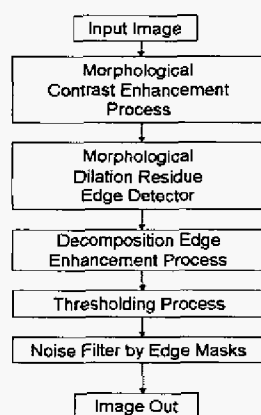 Input Image
Morphological
Contrast Enhancement
Process
Morphological
Dilation Residue
Edge Detector
Decomposition Edge
Enhancement Process
Thresholding Process
Noise Filter by Edge Masks
Image Out